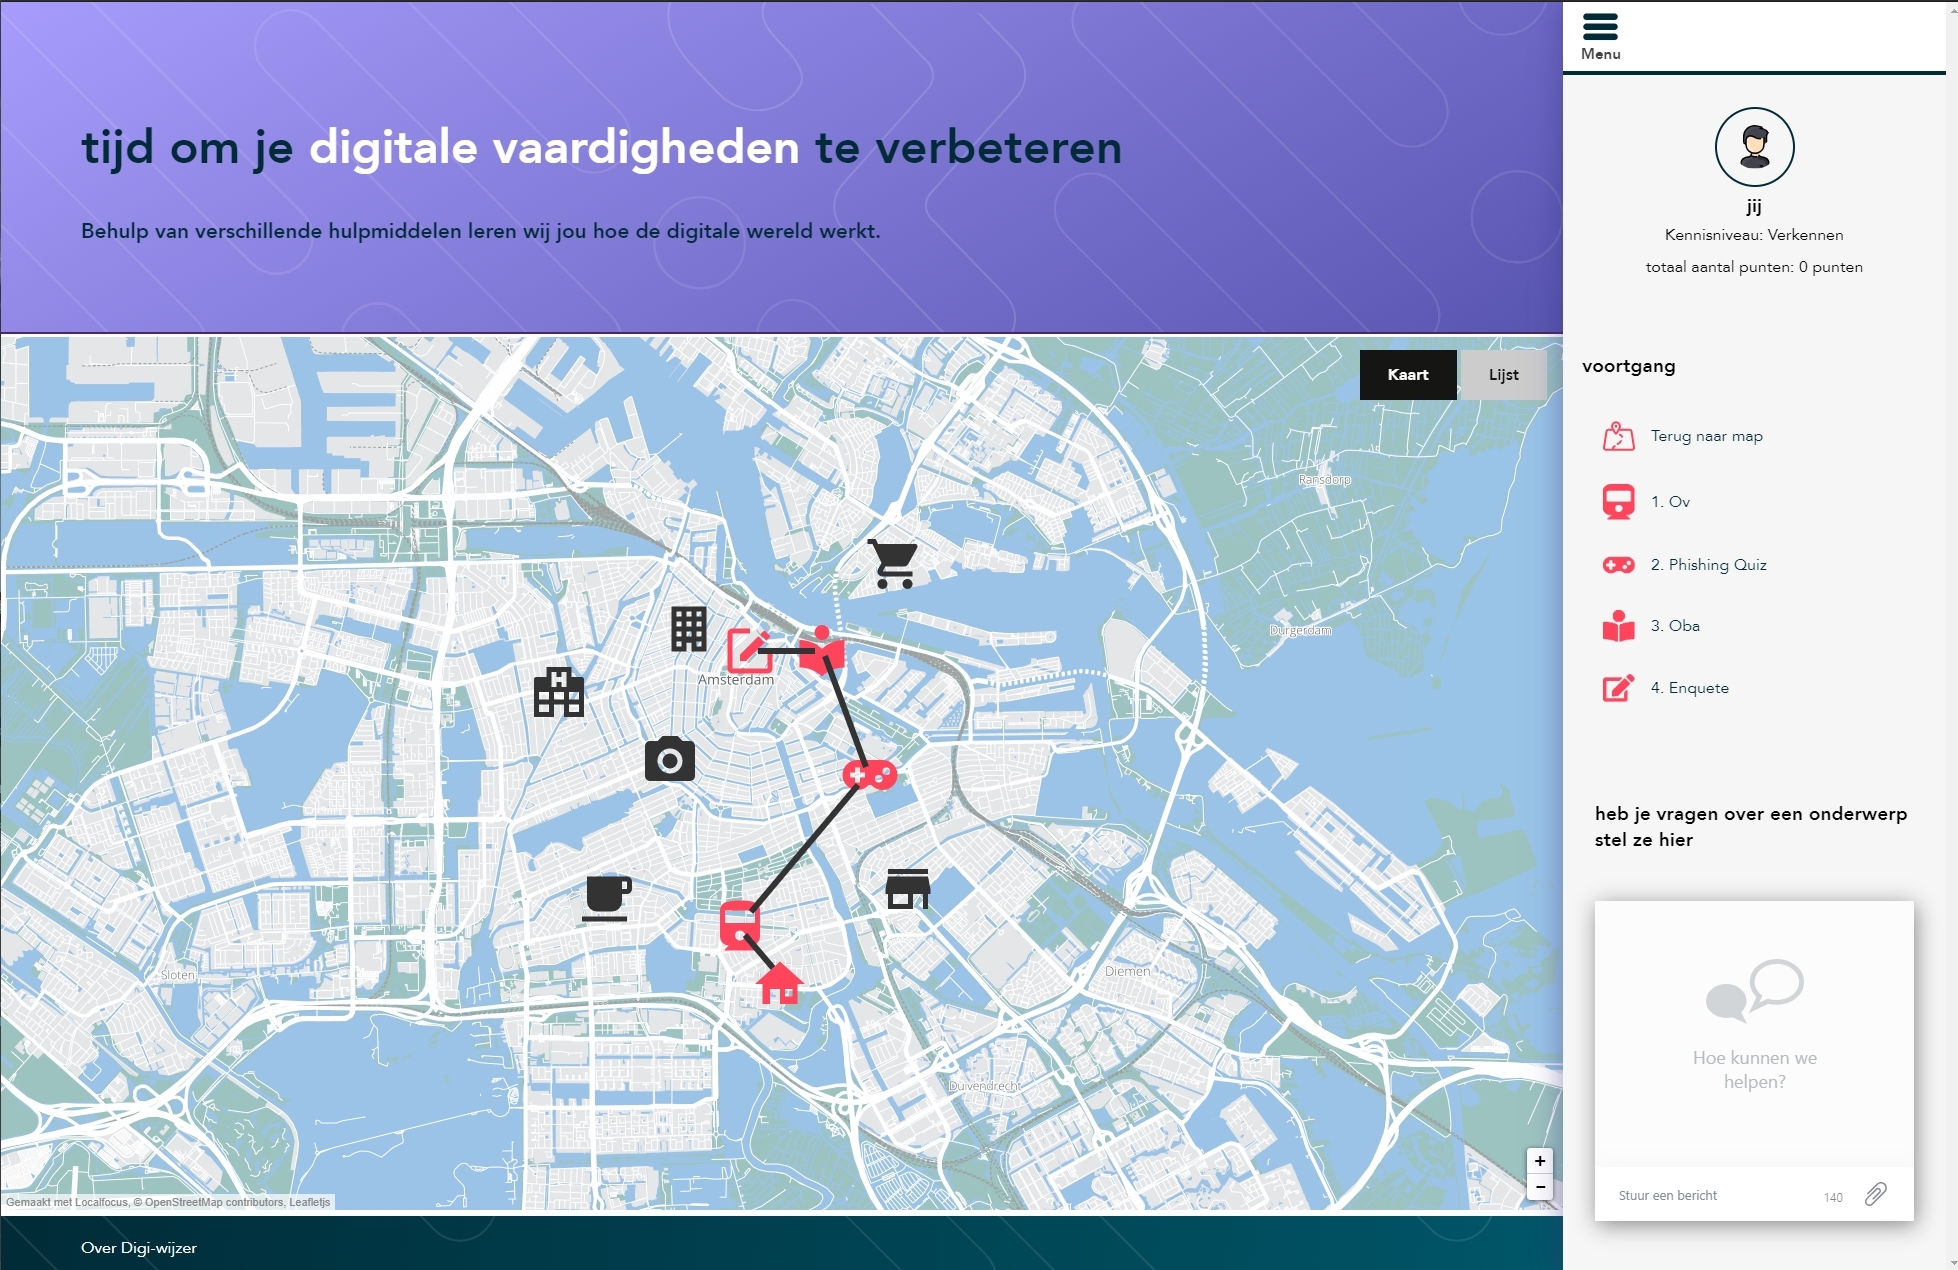 tijd om je digitale vaardigheden te verbeteren
Behulp van verschillende hulpmiddelen leren wij jou hoe de digitale wereld werkt.
Kaart
Lijst
Ransdorp
Durgerdam
Amsterdam
H
Sloten
Diemen
Duivendrecht
+
−
Gemaakt met Localfocus, © OpenStreetMap contributors, Leafletjs
Over Digi-wijzer
Menu
jij
Kennisniveau: Verkennen
totaal aantal punten: 0 punten
voortgang
Terug naar map
1. Ov
2. Phishing Quiz
3. Oba
4. Enquete
heb je vragen over een onderwerp
stel ze hier
Hoe kunnen we
helpen?
Stuur een bericht
140